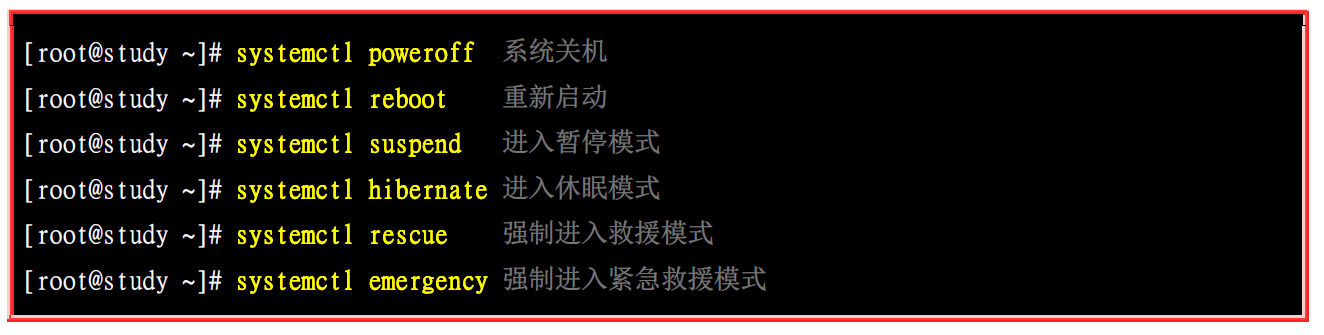 [root@study ~]# systemctl poweroff 系统关机
[root@study ~]# systemctl reboot 重新启动
[root@study ~]# systemctl suspend 进入暂停模式
[root@study ~]# systemctl hibernate 进入休眠模式
[root@study ~]# systemctl rescue 强制进入救援模式
[root@study ~]# systemctl emergency 强制进入紧急救援模式